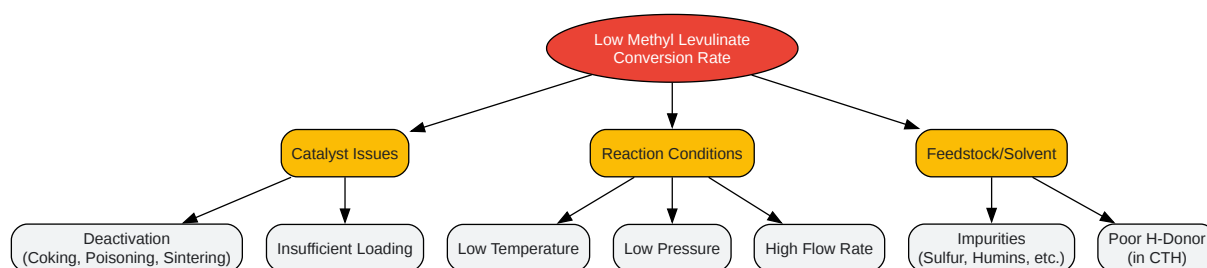 Low Methyl Levulinate
Conversion Rate
Catalyst Issues
Reaction Conditions
Feedstock/Solvent
Deactivation
(Coking, Poisoning, Sintering)
Insufficient Loading
Low Temperature
Low Pressure
High Flow Rate
Impurities
(Sulfur, Humins, etc.)
Poor H-Donor
(in CTH)